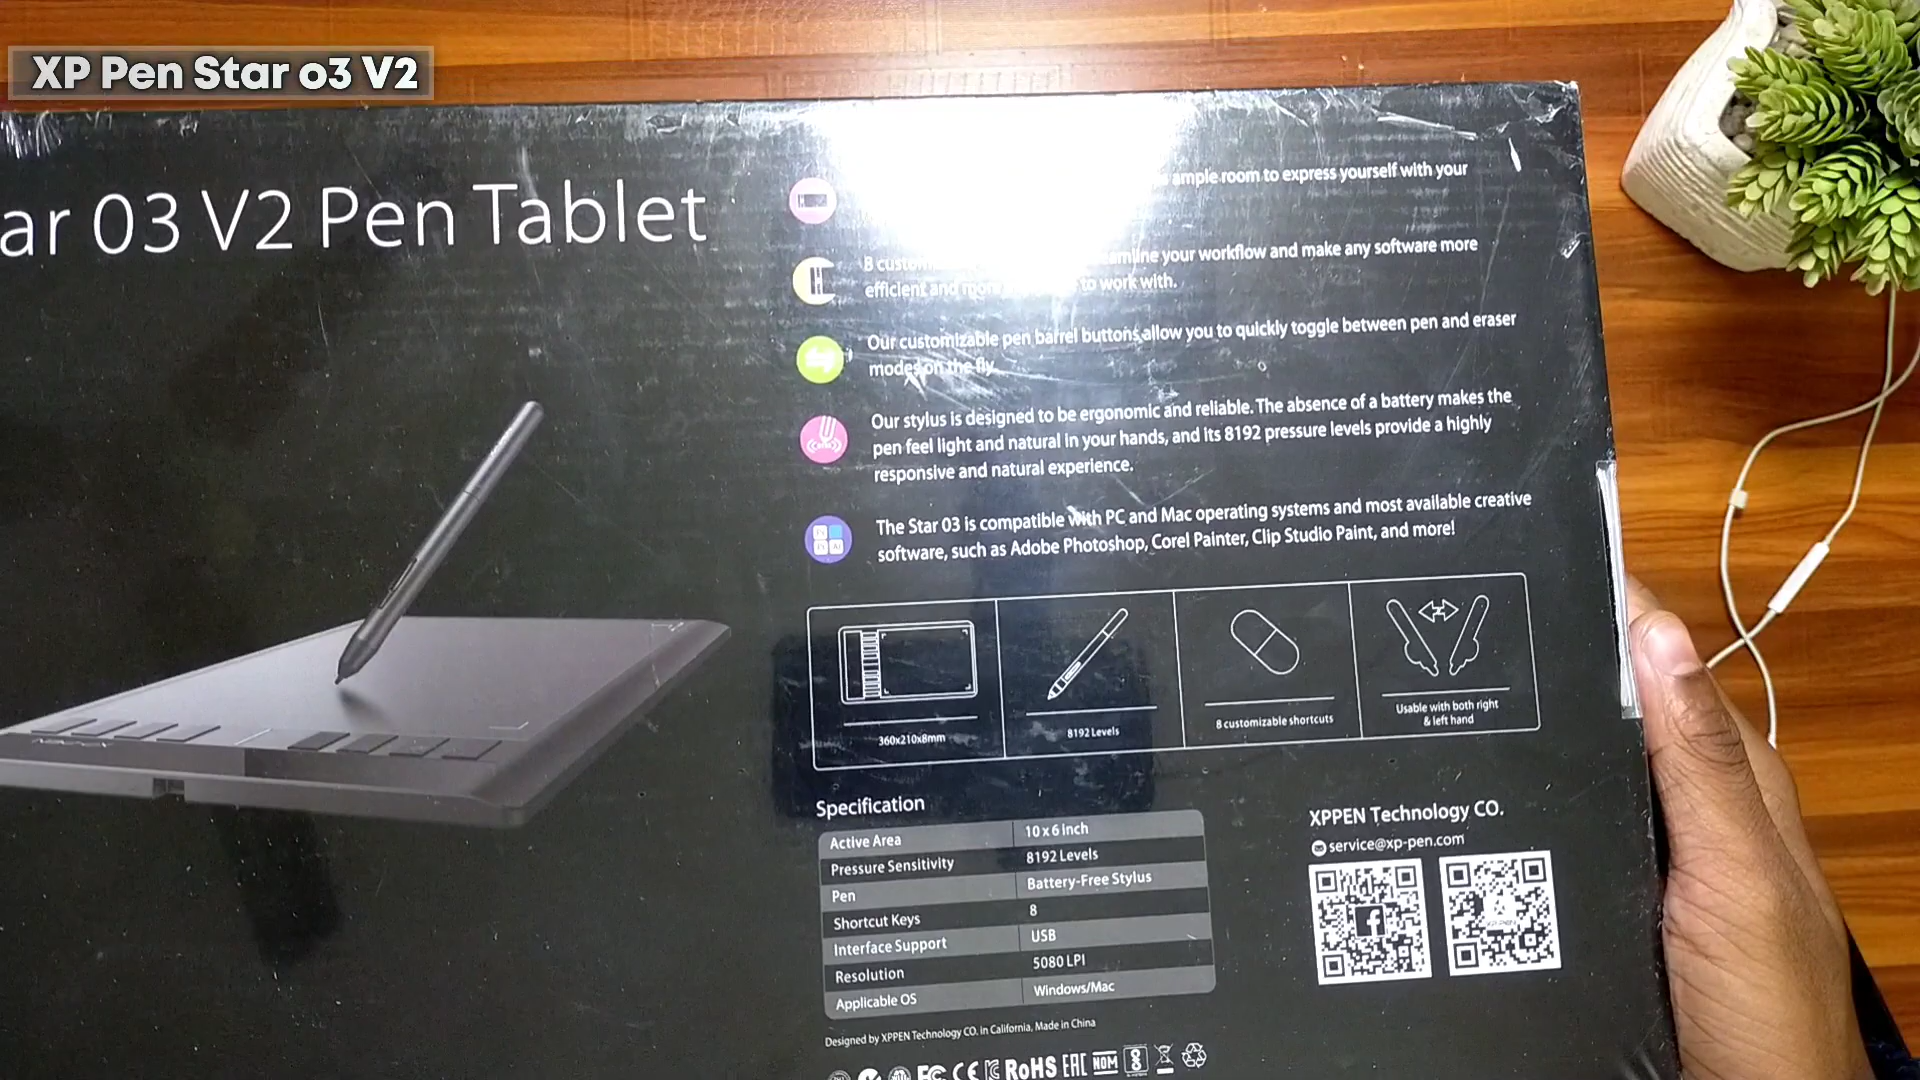 XP Pen Star o3 V2
ar 03 V2 Pen Tablet
ample room to express yourself with your
8 your workflow and make any software more
efficient and to work with.
Our customizable pen barrel buttons allow you to quickly toggle between pen and eraser
modes on the fly.
Our stylus is designed to be ergonomic and reliable. The absence of a battery makes the
pen feel light and natural in your hands, and its 8192 pressure levels provide a highly
responsive and natural experience.
The Star 03 is compatible with PC and Mac operating systems and most available creative
software, such as Adobe Photoshop, Corel Painter, Clip Studio Paint, and more!
360x210x8mm
8192 Levels
8 customizable shortcuts
Usable with both right
& left hand
Specification
Active Area 10 x 6 inch
Pressure Sensitivity 8192 Levels
Pen Battery-Free Stylus
Shortcut Keys 8
Interface Support USB
Resolution 5080 LPI
Applicable OS Windows/Mac
XPPEN Technology CO.
service@xp-pen.com
Designed by XPPEN Technology CO. in California, Made in China
FC CE RoHS EAC NOM